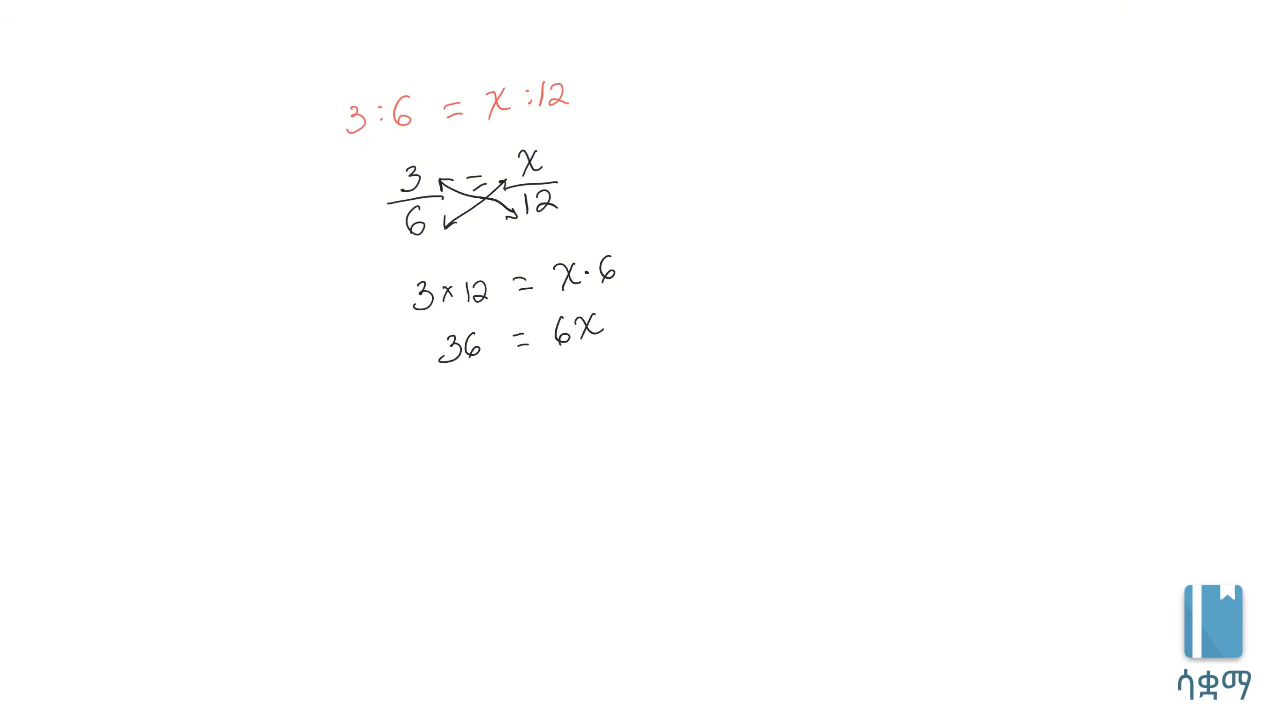 3 : 6 = x : 12
3/6 = x/12
3 × 12 = x · 6
36 = 6x
ሳቋማ